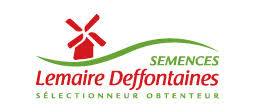 SEMENCES
Lemaire Deffontaines
SÉLECTIONNEUR OBTENTEUR